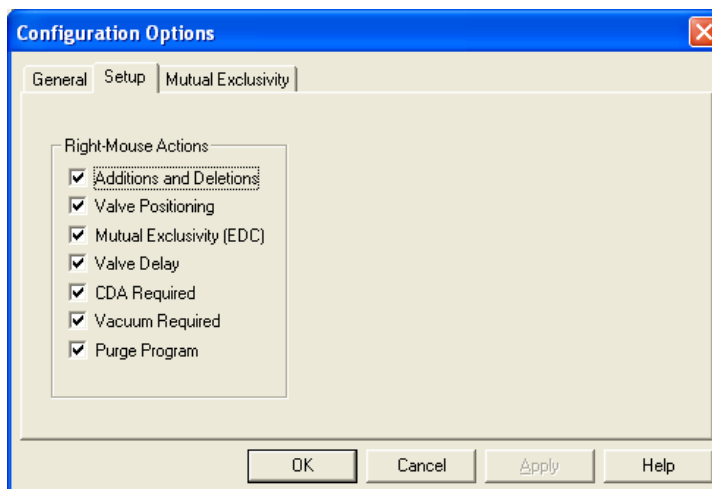 Configuration Options
General Setup Mutual Exclusivity
Right-Mouse Actions
Additions and Deletions
Valve Positioning
Mutual Exclusivity (EDC)
Valve Delay
CDA Required
Vacuum Required
Purge Program
OK Cancel Apply Help